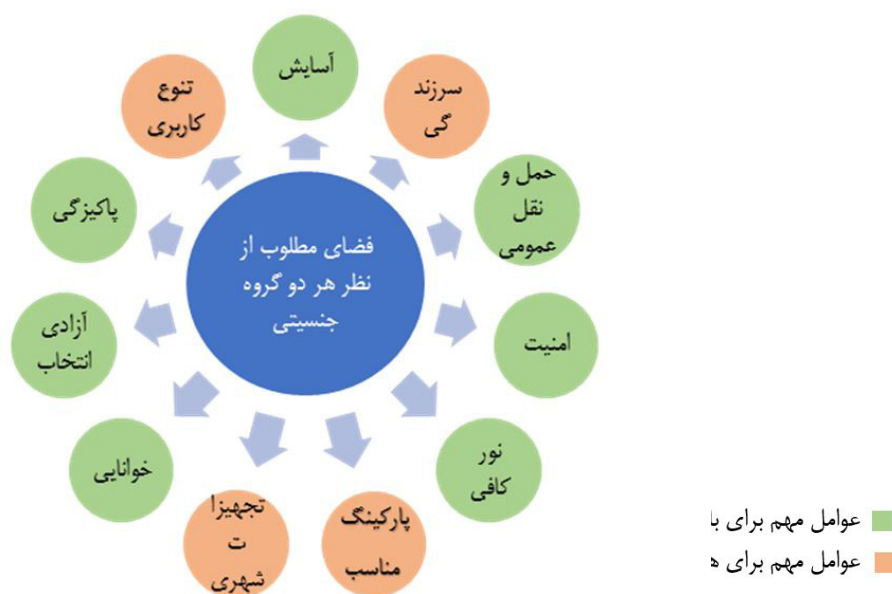 آسایش
سرزند
گی
حمل و
نقل
عمومی
امنیت
نور
کافی
پارکینگ
مناسب
تجهیزا
ت
شهری
خوانایی
آزادی
انتخاب
پاکیزگی
تنوع
کاربری
فضای مطلوب از
نظر هر دو گروه
جنسیتی
عوامل مهم برای با
عوامل مهم برای ه